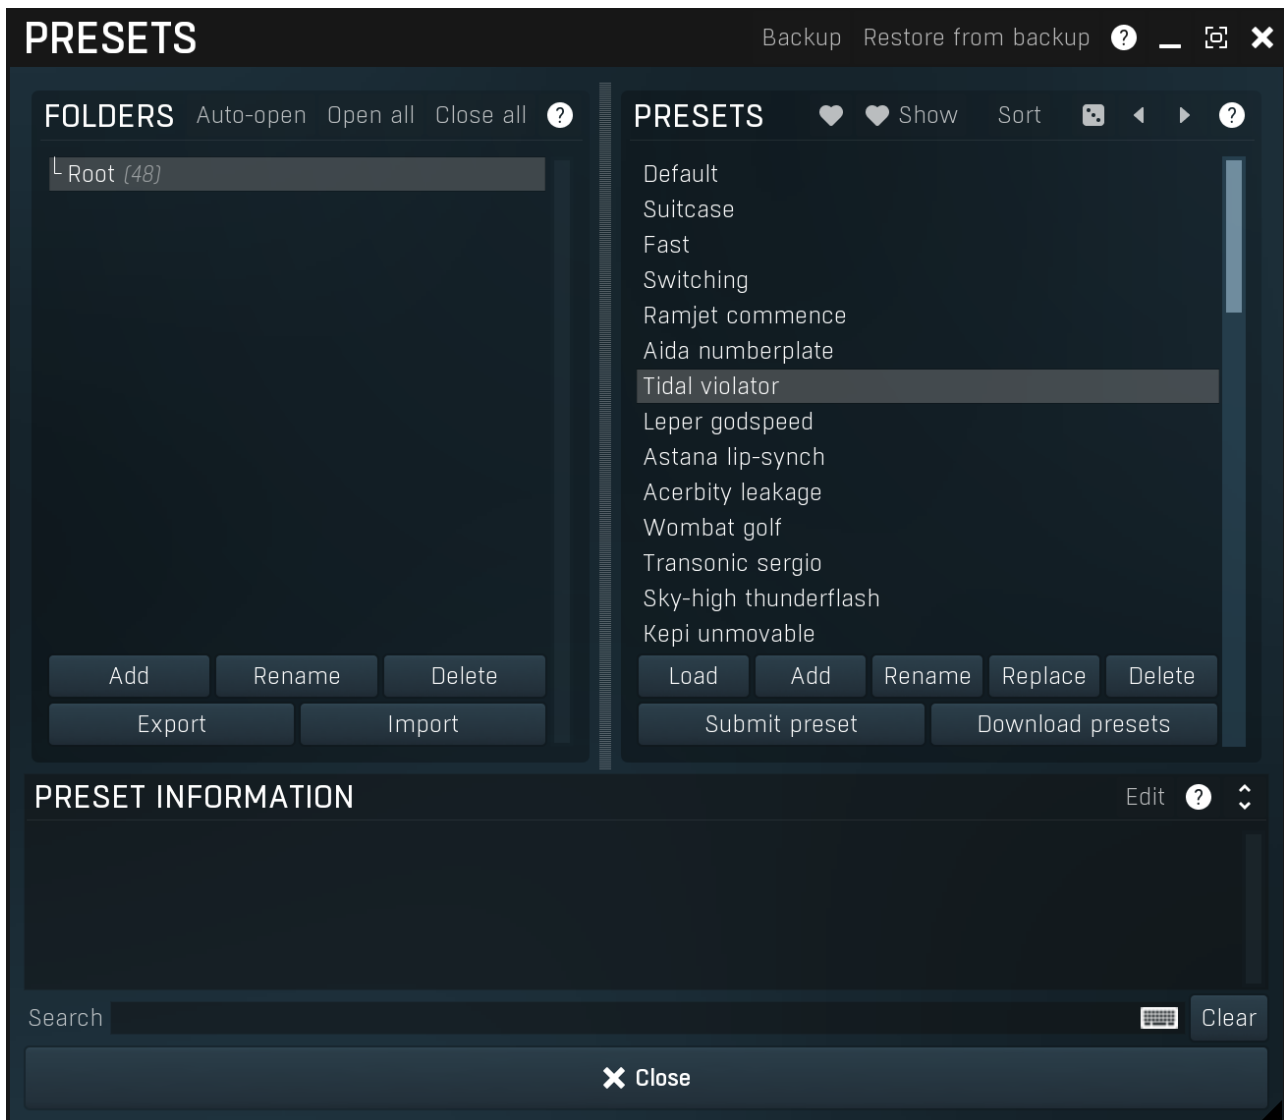 PRESETS Backup Restore from backup ?
FOLDERS Auto-open Open all Close all ?
Root (48)
Add Rename Delete
Export Import
PRESETS Show Sort ?
Default
Suitcase
Fast
Switching
Ramjet commence
Aida numberplate
Tidal violator
Leper godspeed
Astana lip-synch
Acerbity leakage
Wombat golf
Transonic sergio
Sky-high thunderflash
Kepi unmovable
Load Add Rename Replace Delete
Submit preset Download presets
PRESET INFORMATION Edit ?
Search Clear
Close